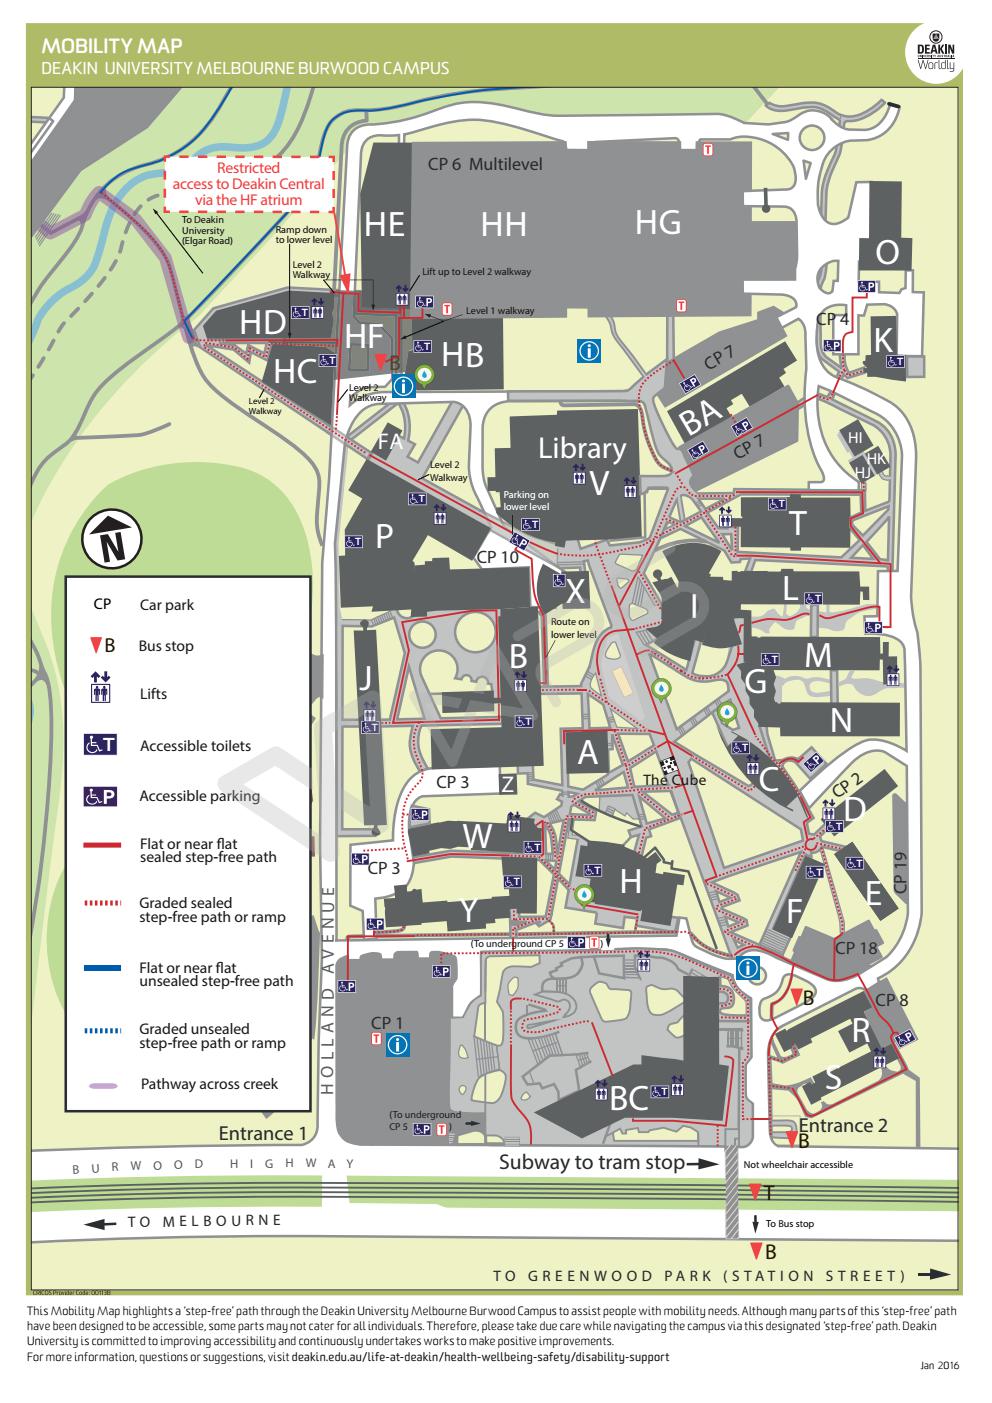 MOBILITY MAP
DEAKIN UNIVERSITY MELBOURNE BURWOOD CAMPUS
DEAKIN
Worldly
CP 6 Multilevel
T
Restricted
access to Deakin Central
via the HF atrium
HE
HH
HG
O
To Deakin
University
(Elgar Road)
Ramp down
to lower level
Level 2
Walkway
Lift up to Level 2 walkway
P
T
T
Level 1 walkway
HD
T
HF
HB
T
HC
T
B
i
i
CP 4
P
P
K
T
CP 7
P
BA
P
P
CP 7
Level 2
Walkway
Level 2
Walkway
HI
HK
HJ
FA
Library
V
Level 2
Walkway
Parking on
lower level
T
P
T
P
T
CP 10
T
T
N
X
I
L
T
P
Route on
lower level
CP
Car park
B
Bus stop
Lifts
T
Accessible toilets
P
Accessible parking
Flat or near flat
sealed step-free path
Graded sealed
step-free path or ramp
Flat or near flat
unsealed step-free path
Graded unsealed
step-free path or ramp
Pathway across creek
J
T
B
T
T
M
T
G
N
A
The Cube
C
T
P
CP 2
D
T
CP 3
Z
P
W
T
P
CP 3
T
Y
P
H
T
E
T
F
T
CP 19
CP 18
(To underground CP 5 P T )
i
P
P
CP 1
T
i
B
CP 8
R
P
S
BC
T
(To underground
CP 5 P T )
HOLLAND AVENUE
Entrance 1
Entrance 2
B
BURWOOD HIGHWAY
Subway to tram stop
Not wheelchair accessible
T
TO MELBOURNE
To Bus stop
B
TO GREENWOOD PARK (STATION STREET)
CRICOS Provider Code: 00113B
This Mobility Map highlights a ‘step-free’ path through the Deakin University Melbourne Burwood Campus to assist people with mobility needs. Although many parts of this ‘step-free’ path
have been designed to be accessible, some parts may not cater for all individuals. Therefore, please take due care while navigating the campus via this designated ‘step-free’ path. Deakin
University is committed to improving accessibility and continuously undertakes works to make positive improvements.
For more information, questions or suggestions, visit deakin.edu.au/life-at-deakin/health-wellbeing-safety/disability-support
Jan 2016